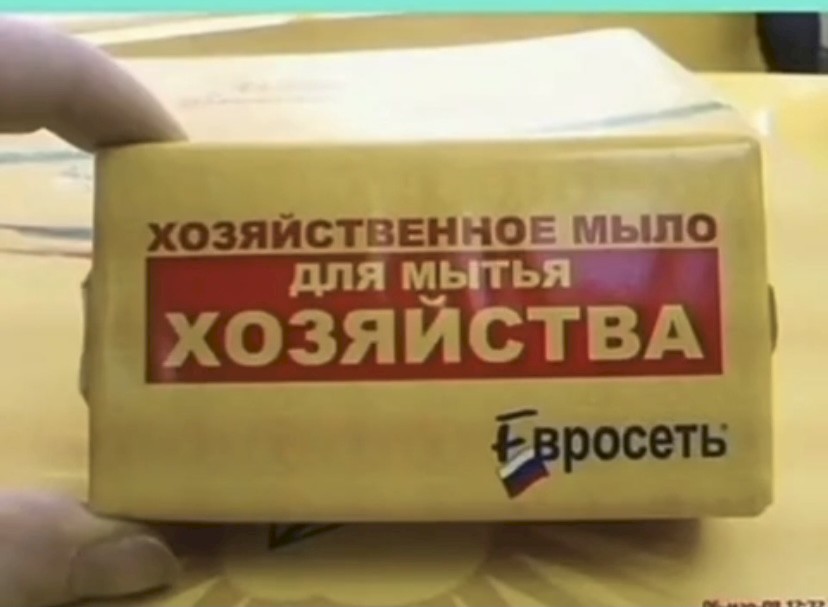 ХОЗЯЙСТВЕННОЕ МЫЛО
ДЛЯ МЫТЬЯ
ХОЗЯЙСТВА
Евросеть